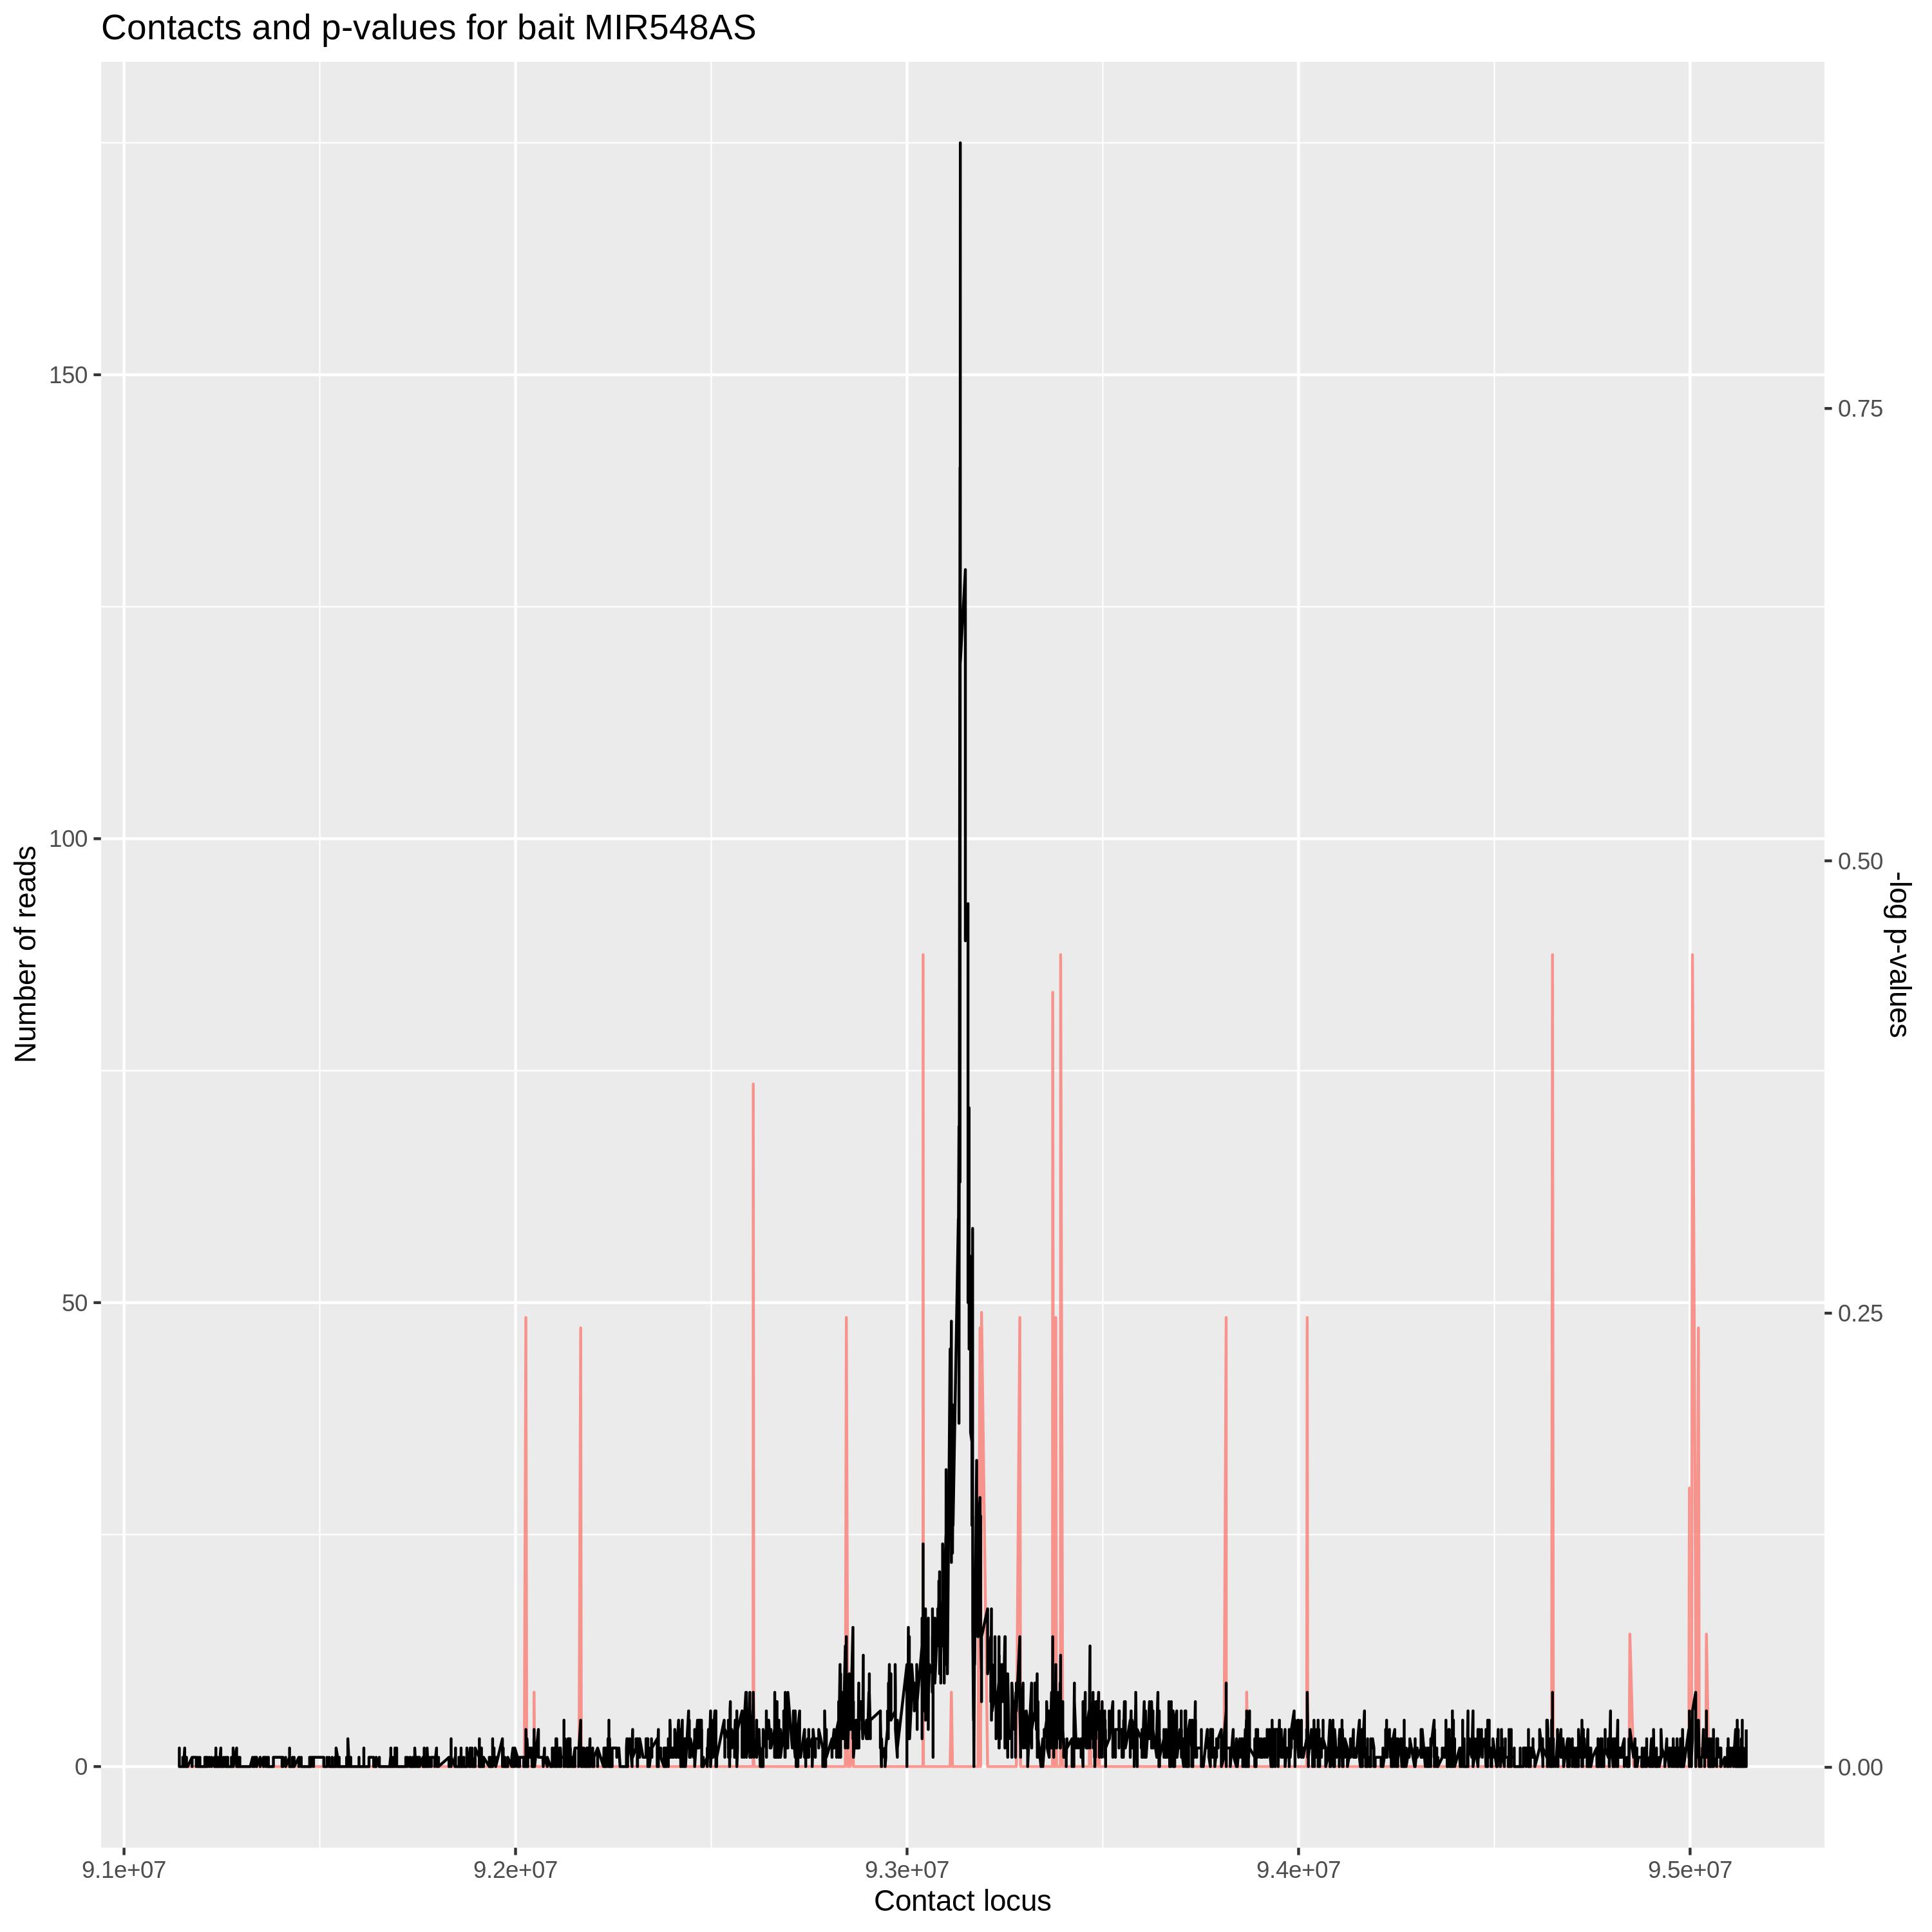 Contacts and p-values for bait MIR548AS
150
100
50
0
Number of reads
0.75
0.50
0.25
0.00
-log p-values
9.1e+07
9.2e+07
9.3e+07
9.4e+07
9.5e+07
Contact locus